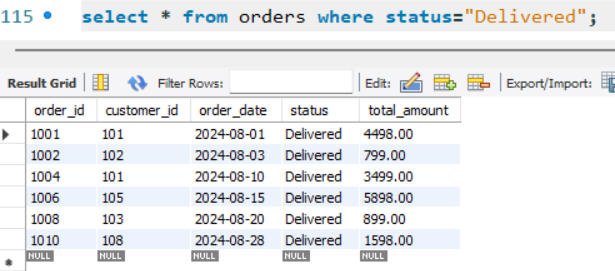 115 select * from orders where status="Delivered";
Result Grid Filter Rows: Edit: Export/Import:
order_id customer_id order_date status total_amount
1001 101 2024-08-01 Delivered 4498.00
1002 102 2024-08-03 Delivered 799.00
1004 101 2024-08-10 Delivered 3499.00
1006 105 2024-08-15 Delivered 5898.00
1008 103 2024-08-20 Delivered 899.00
1010 108 2024-08-28 Delivered 1598.00
NULL NULL NULL NULL NULL